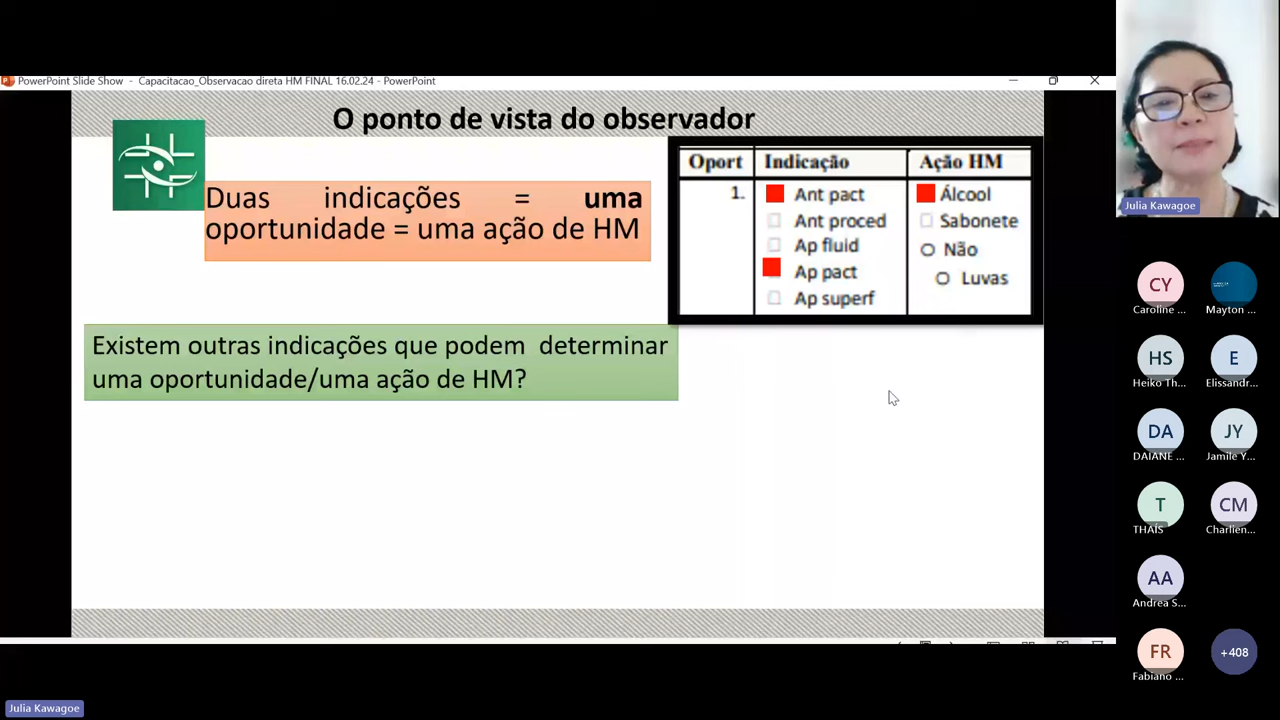 PowerPoint Slide Show - Capacitacao_Observacao direta HM FINAL 16.02.24 - PowerPoint
O ponto de vista do observador
Duas indicações = uma
oportunidade = uma ação de HM
Oport Indicação Ação HM
1. Ant pact Álcool
Ant proced Sabonete
Ap fluid Não
Ap pact Luvas
Ap superf
Existem outras indicações que podem determinar
uma oportunidade/uma ação de HM?
Julia Kawagoe
CY
Caroline ...
Mayton ...
HS
Heiko Th...
E
Elissandr...
DA
DAIANE ...
JY
Jamile Y...
T
THAÍS
CM
Charlien...
AA
Andrea S...
FR
Fabiano ...
+408
Julia Kawagoe